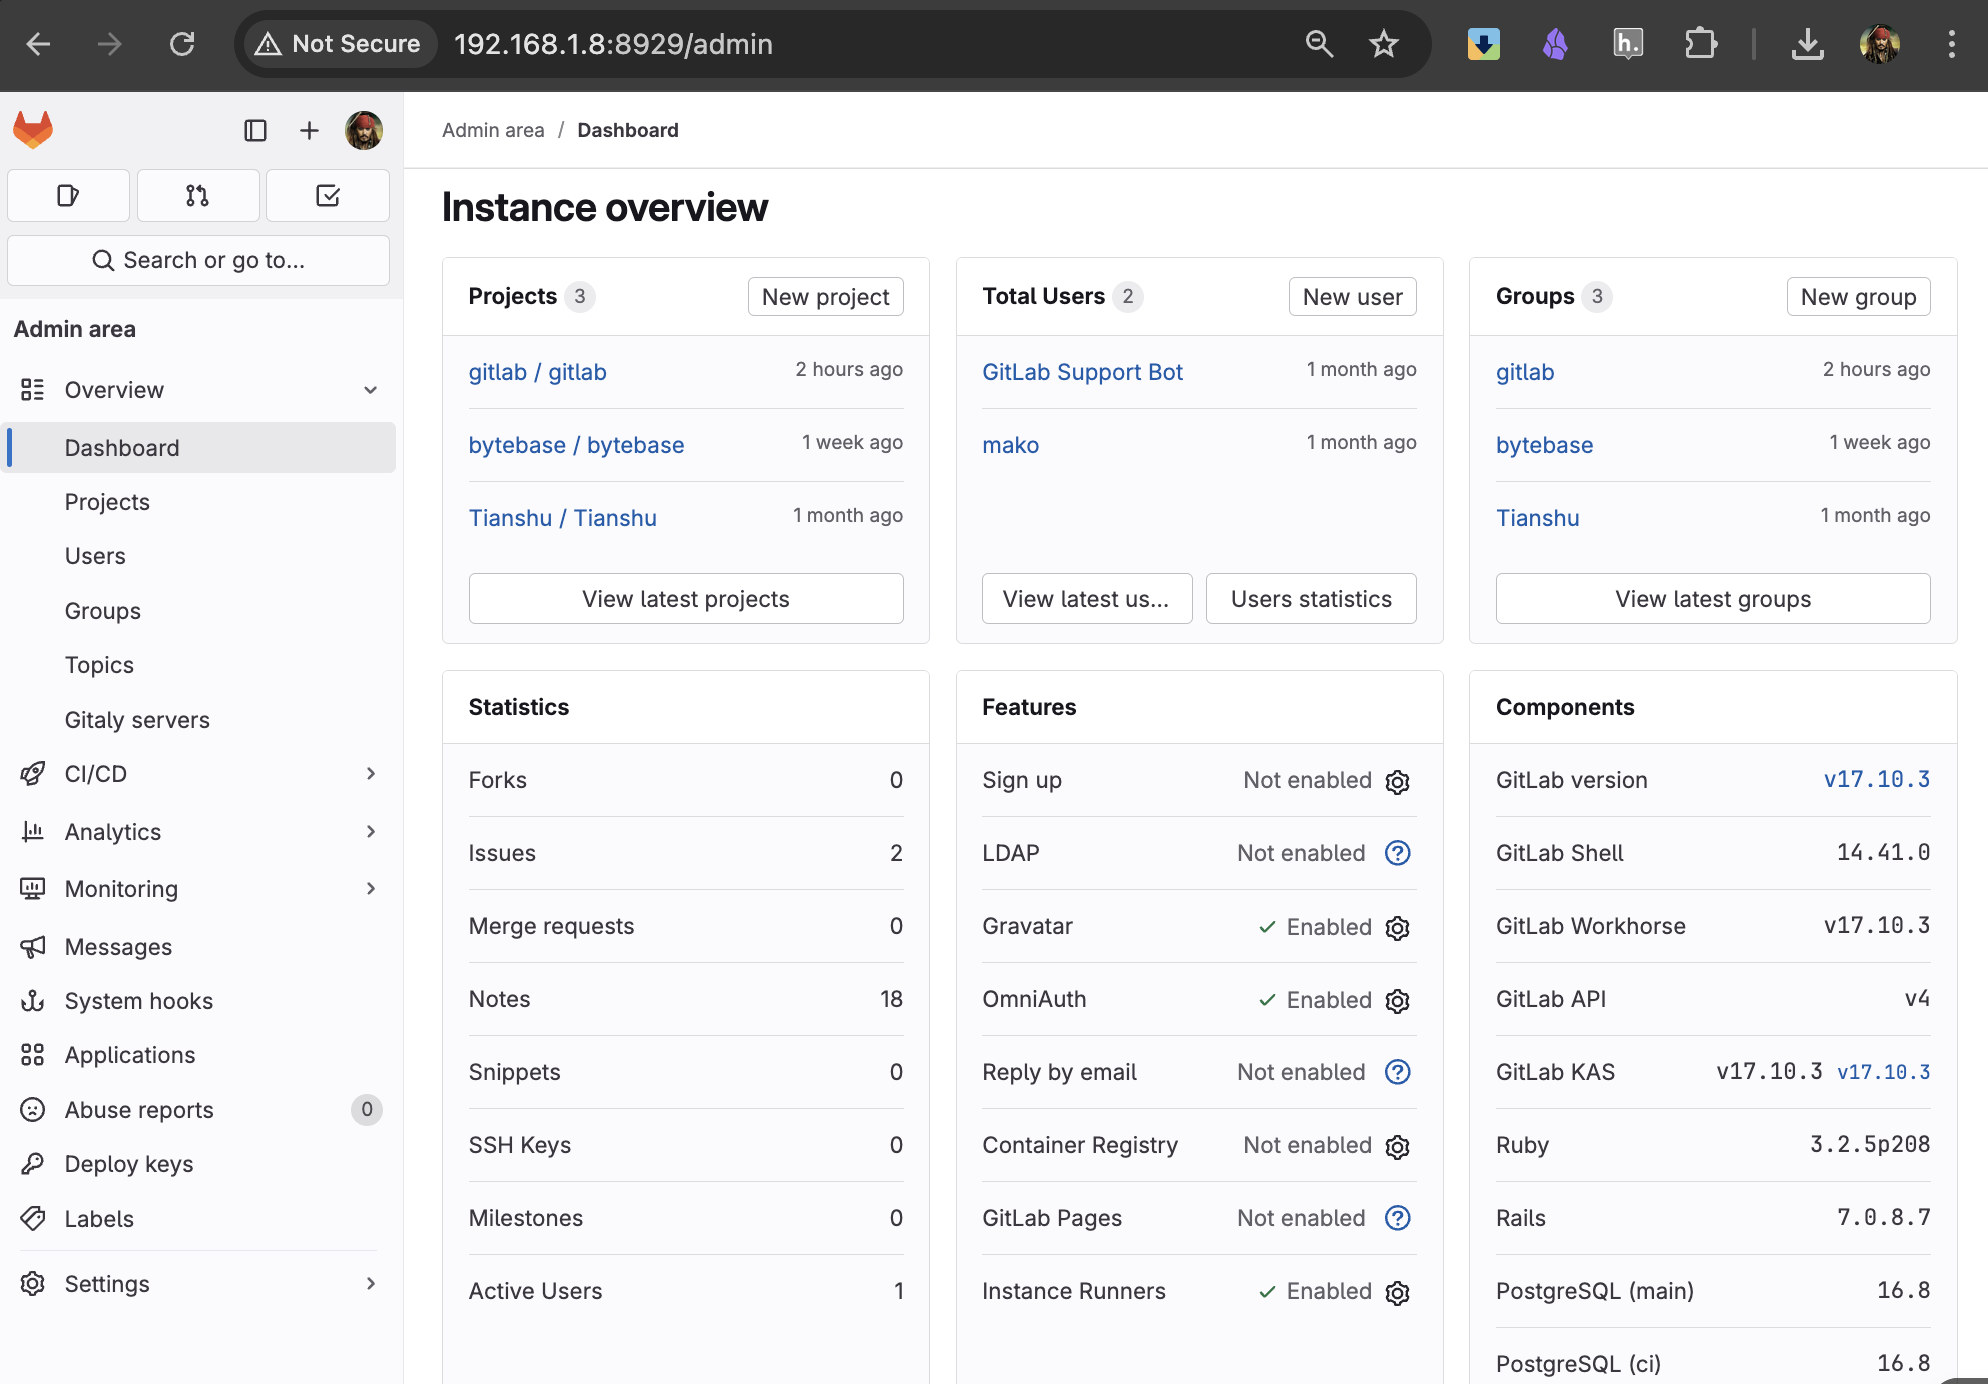 Not Secure 192.168.1.8:8929/admin
h.
Search or go to...
Admin area
Overview
Dashboard
Projects
Users
Groups
Topics
Gitaly servers
CI/CD
Analytics
Monitoring
Messages
System hooks
Applications
Abuse reports 0
Deploy keys
Labels
Settings
Admin area / Dashboard
Instance overview
Projects 3 New project
gitlab / gitlab 2 hours ago
bytebase / bytebase 1 week ago
Tianshu / Tianshu 1 month ago
View latest projects
Total Users 2 New user
GitLab Support Bot 1 month ago
mako 1 month ago
View latest us... Users statistics
Groups 3 New group
gitlab 2 hours ago
bytebase 1 week ago
Tianshu 1 month ago
View latest groups
Statistics
Forks 0
Issues 2
Merge requests 0
Notes 18
Snippets 0
SSH Keys 0
Milestones 0
Active Users 1
Features
Sign up Not enabled
LDAP Not enabled
Gravatar Enabled
OmniAuth Enabled
Reply by email Not enabled
Container Registry Not enabled
GitLab Pages Not enabled
Instance Runners Enabled
Components
GitLab version v17.10.3
GitLab Shell 14.41.0
GitLab Workhorse v17.10.3
GitLab API v4
GitLab KAS v17.10.3 v17.10.3
Ruby 3.2.5p208
Rails 7.0.8.7
PostgreSQL (main) 16.8
PostgreSQL (ci) 16.8